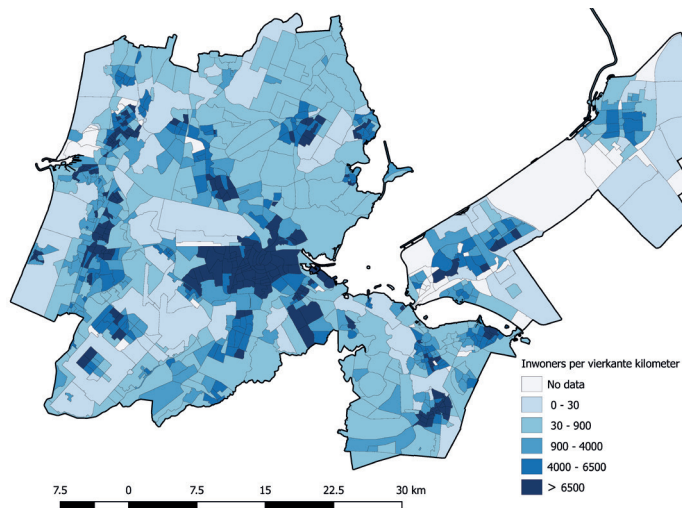 Inwoners per vierkante kilometer
No data
0 - 30
30 - 900
900 - 4000
4000 - 6500
> 6500
7.5 0 7.5 15 22.5 30 km